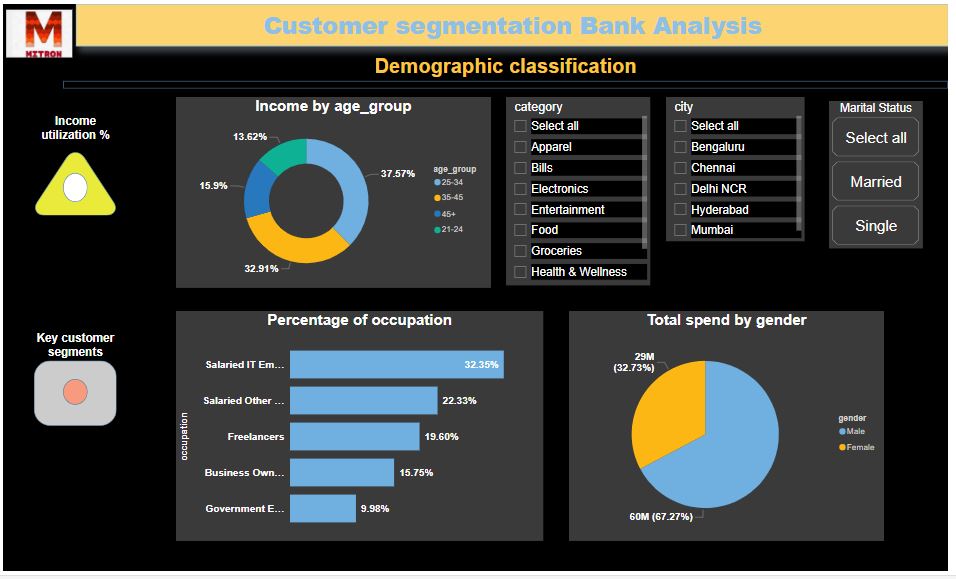 M
MITRON
Customer segmentation Bank Analysis
Demographic classification
Income
utilization %
Income by age_group
13.62%
37.57%
15.9%
32.91%
age_group
25-34
35-45
45+
21-24
category
Select all
Apparel
Bills
Electronics
Entertainment
Food
Groceries
Health & Wellness
city
Select all
Bengaluru
Chennai
Delhi NCR
Hyderabad
Mumbai
Marital Status
Select all
Married
Single
Key customer
segments
Percentage of occupation
occupation
Salaried IT Em...
32.35%
Salaried Other ...
22.33%
Freelancers
19.60%
Business Own...
15.75%
Government E...
9.98%
Total spend by gender
29M
(32.73%)
60M (67.27%)
gender
Male
Female